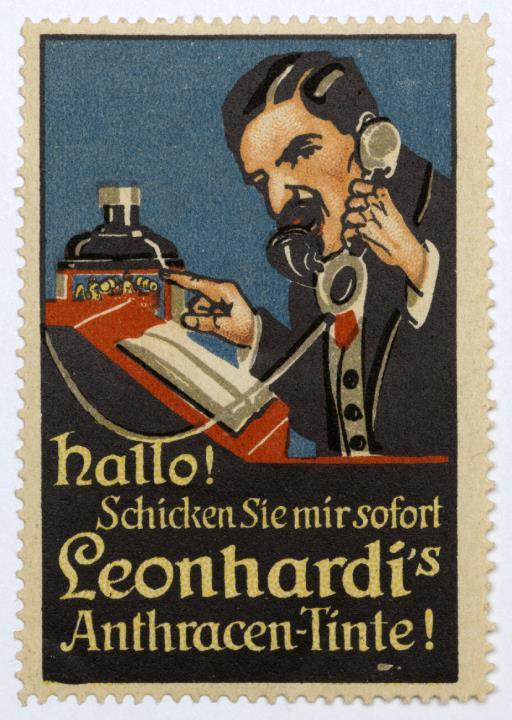 hallo!
Schicken Sie mir sofort
Leonhardi's
Anthracen-Tinte!